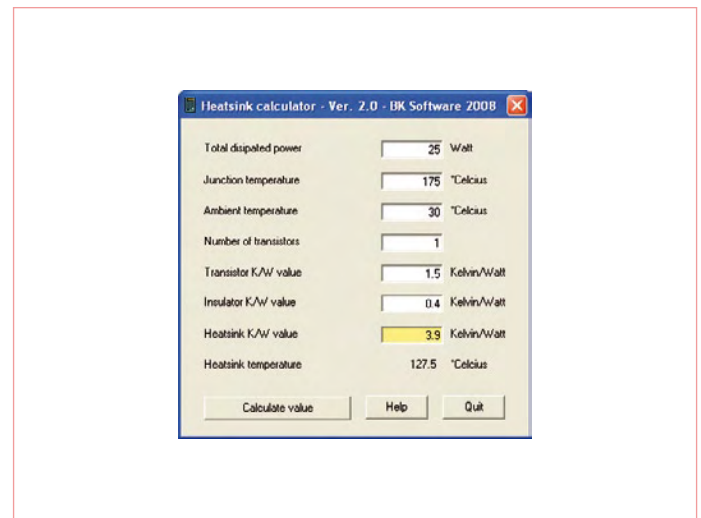 Heatsink calculator - Ver. 2.0 - BK Software 2008
Total disipated power 25 Watt
Junction temperature 175 °Celcius
Ambient temperature 30 °Celcius
Number of transistors 1
Transistor K/W value 1.5 Kelvin/Watt
Insulator K/W value 0.4 Kelvin/Watt
Heatsink K/W value 3.9 Kelvin/Watt
Heatsink temperature 127.5 °Celcius
Calculate value Help Quit